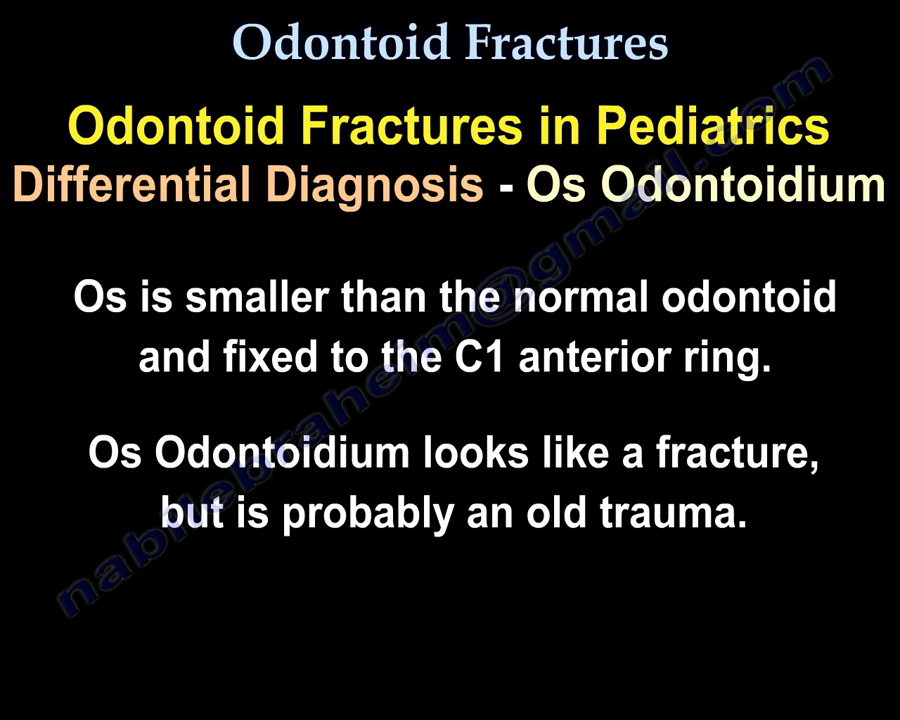 Odontoid Fractures
Odontoid Fractures in Pediatrics
Differential Diagnosis - Os Odontoidium
Os is smaller than the normal odontoid
and fixed to the C1 anterior ring.
Os Odontoidium looks like a fracture,
but is probably an old trauma.
nabilebraheim@gmail.com